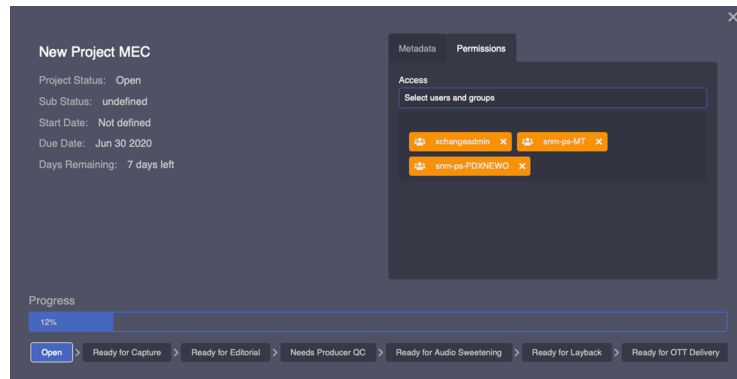 New Project MEC
Project Status: Open
Sub Status: undefined
Start Date: Not defined
Due Date: Jun 30 2020
Days Remaining: 7 days left
Metadata Permissions
Access
Select users and groups
xchangeadmin × snm-ps-MT ×
snm-ps-PDXNEWO ×
Progress
12%
Open > Ready for Capture > Ready for Editorial > Needs Producer QC > Ready for Audio Sweetening > Ready for Layback > Ready for OTT Delivery